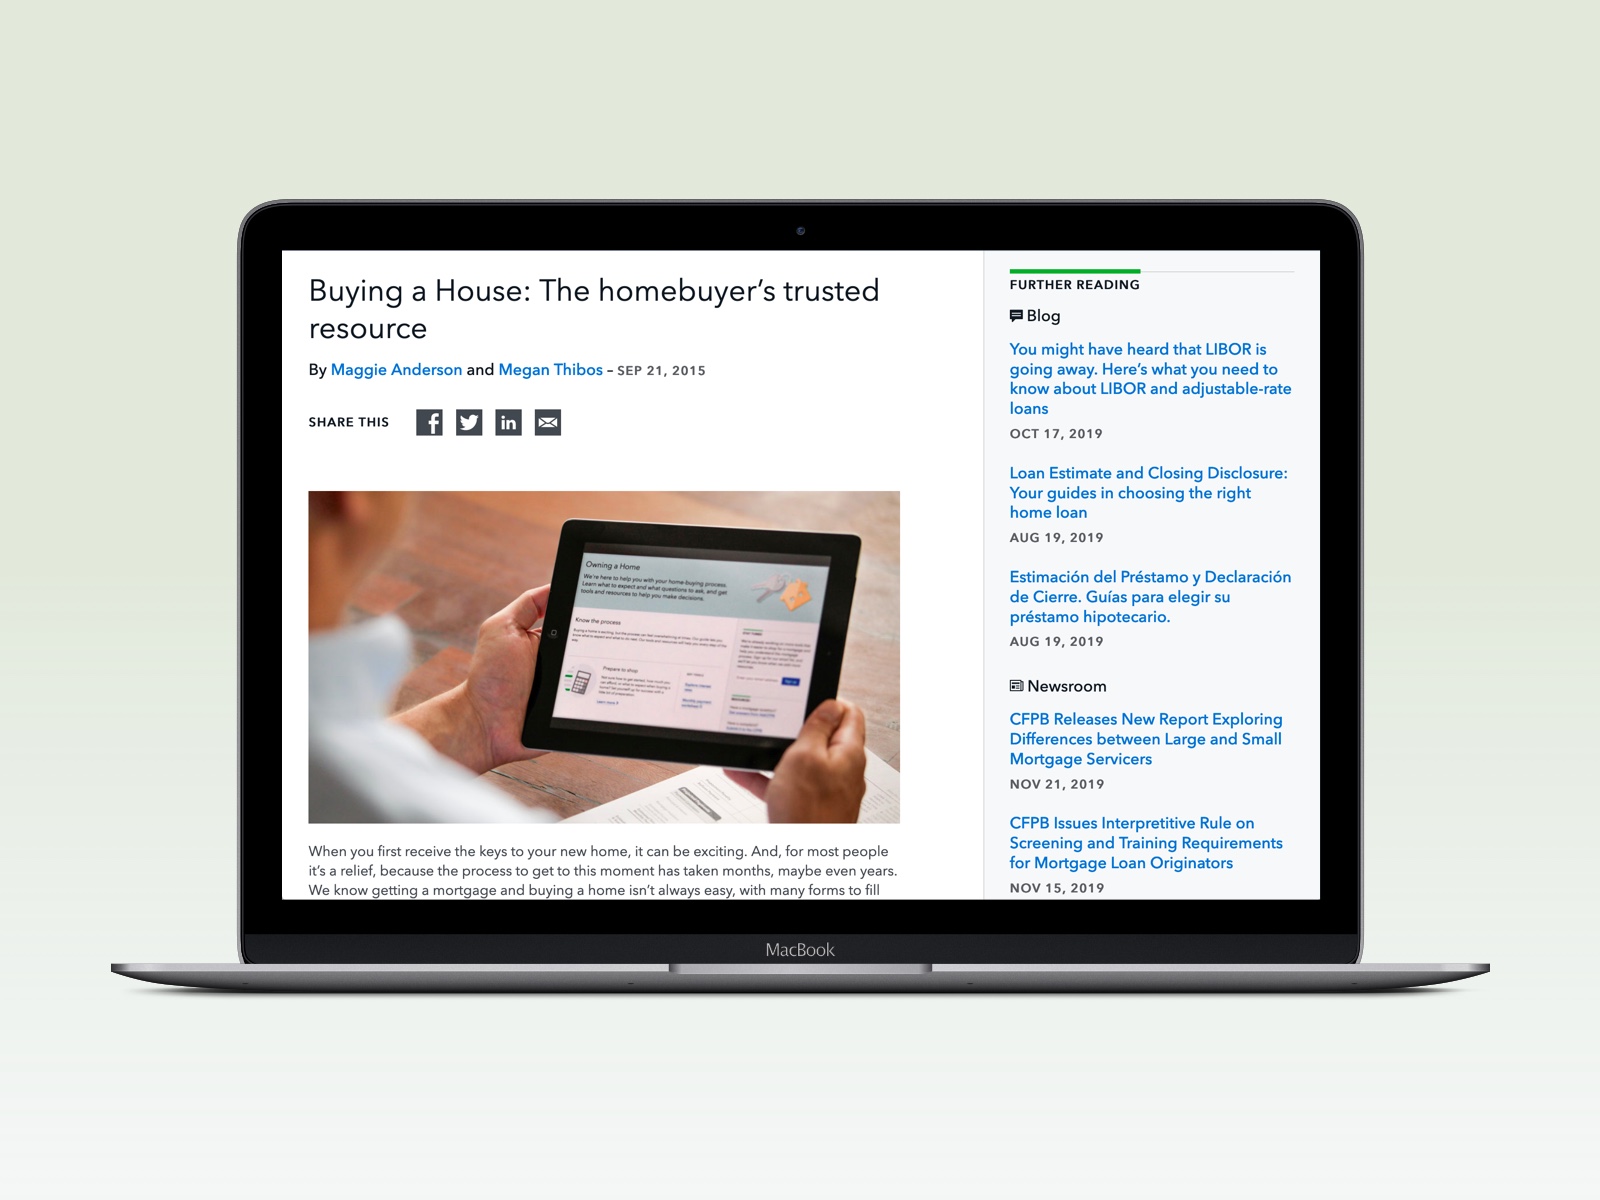 Buying a House: The homebuyer’s trusted
resource
By Maggie Anderson and Megan Thibos – SEP 21, 2015
SHARE THIS
Owning a Home
We're here to help you with your home-buying process.
Learn what to expect and what questions to ask, and get
tools and resources to help you make decisions.
Know the process
Prepare to shop
When you first receive the keys to your new home, it can be exciting. And, for most people
it’s a relief, because the process to get to this moment has taken months, maybe even years.
We know getting a mortgage and buying a home isn’t always easy, with many forms to fill
FURTHER READING
Blog
You might have heard that LIBOR is
going away. Here’s what you need to
know about LIBOR and adjustable-rate
loans
OCT 17, 2019
Loan Estimate and Closing Disclosure:
Your guides in choosing the right
home loan
AUG 19, 2019
Estimación del Préstamo y Declaración
de Cierre. Guías para elegir su
préstamo hipotecario.
AUG 19, 2019
Newsroom
CFPB Releases New Report Exploring
Differences between Large and Small
Mortgage Servicers
NOV 21, 2019
CFPB Issues Interpretitive Rule on
Screening and Training Requirements
for Mortgage Loan Originators
NOV 15, 2019
MacBook